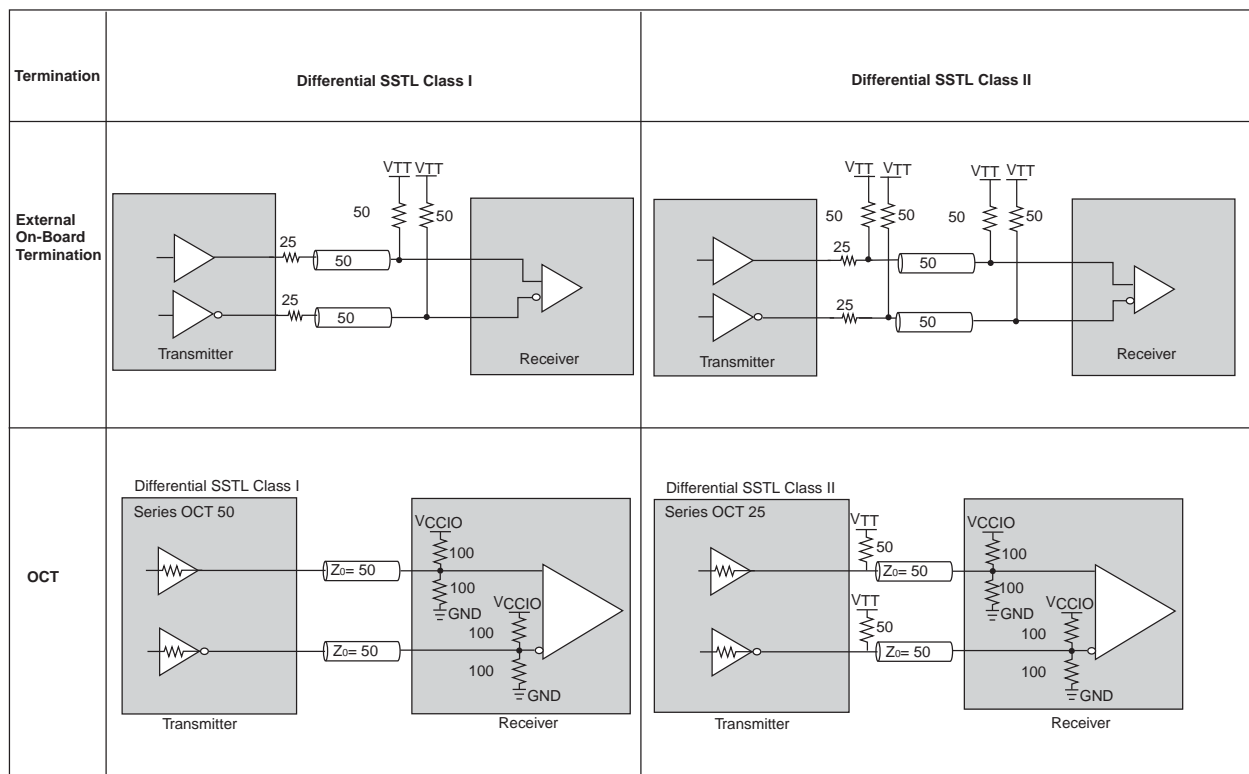 Termination
Differential SSTL Class I
Differential SSTL Class II
External
On-Board
Termination
VTT VTT
50
50
25
50
25
50
Transmitter
Receiver
VTT VTT
VTT VTT
50
50
50
50
25
50
25
50
Transmitter
Receiver
OCT
Differential SSTL Class I
Series OCT 50
VCCIO
100
Z0= 50
100
GND
VCCIO
100
Z0= 50
100
GND
Transmitter
Receiver
Differential SSTL Class II
Series OCT 25
VTT
50
Z0= 50
VCCIO
100
100
GND
VTT
50
Z0= 50
VCCIO
100
100
GND
Transmitter
Receiver